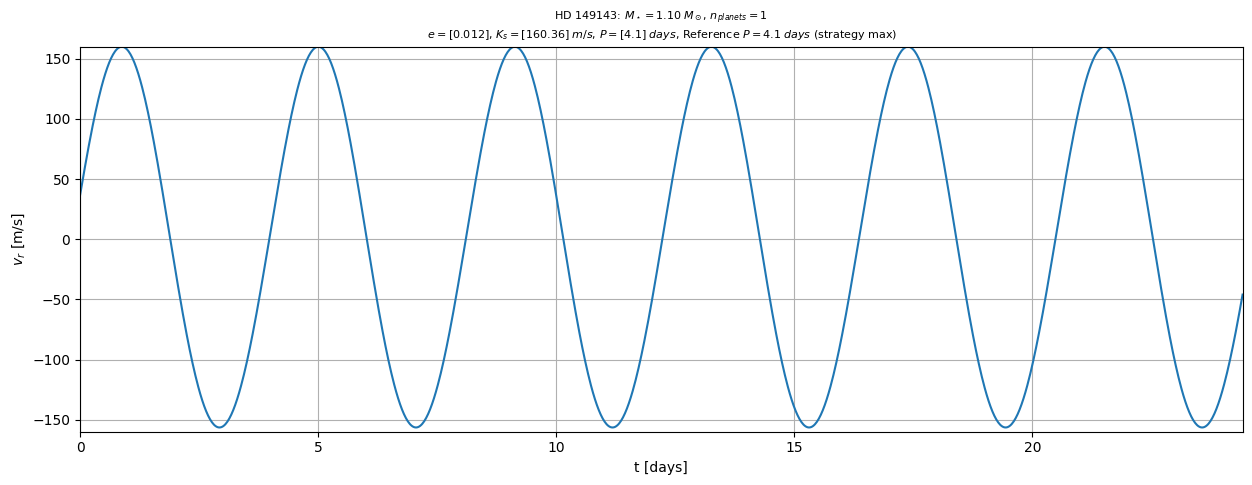 HD 149143: $M_\star = 1.10\ M_\odot$, $n_{planets} = 1$
$e = [0.012]$, $K_s = [160.36]\ m/s$, $P = [4.1]\ days$, Reference $P = 4.1\ days$ (strategy max)
150
100
50
0
−50
−100
−150
$v_r$ [m/s]
0 5 10 15 20
t [days]